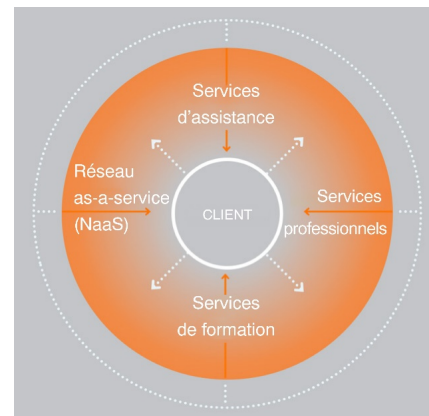 Services
d'assistance
Réseau
as-a-service
(NaaS)
CLIENT
Services
professionnels
Services
de formation